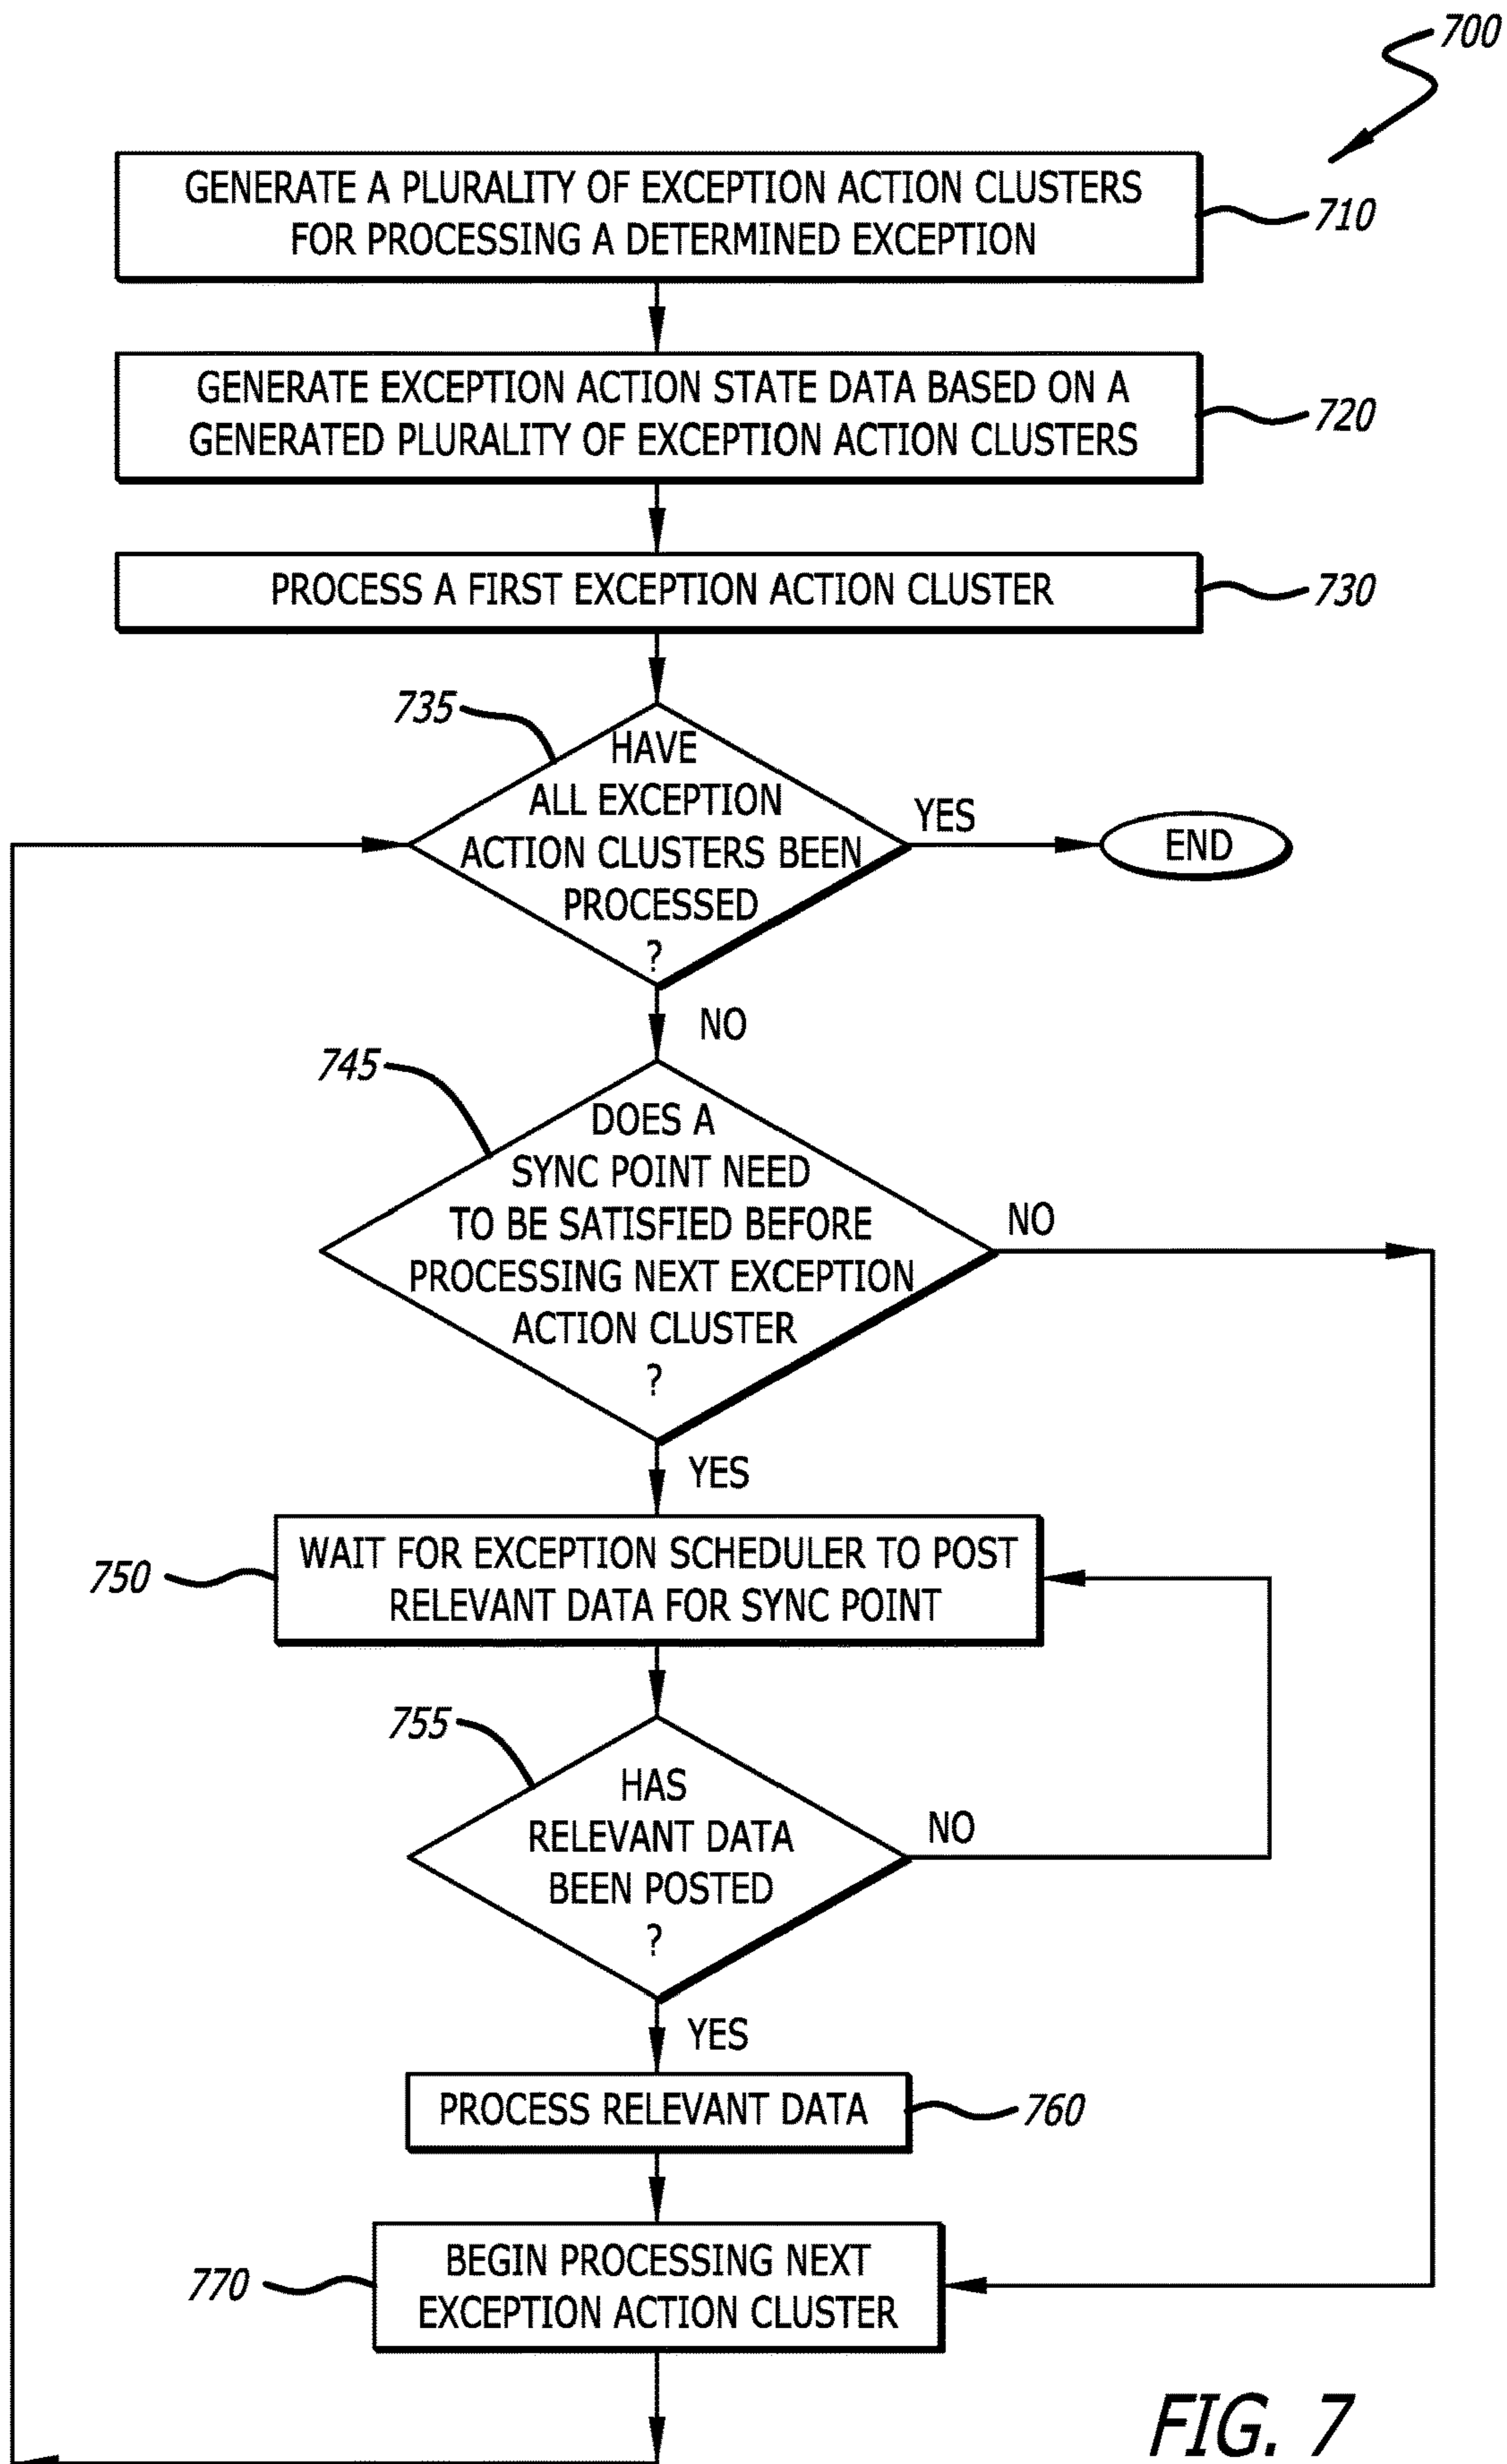 700
GENERATE A PLURALITY OF EXCEPTION ACTION CLUSTERS
FOR PROCESSING A DETERMINED EXCEPTION
710
GENERATE EXCEPTION ACTION STATE DATA BASED ON A
GENERATED PLURALITY OF EXCEPTION ACTION CLUSTERS
720
PROCESS A FIRST EXCEPTION ACTION CLUSTER
730
735
HAVE
ALL EXCEPTION
ACTION CLUSTERS BEEN
PROCESSED
?
YES
END
NO
745
DOES A
SYNC POINT NEED
TO BE SATISFIED BEFORE
PROCESSING NEXT EXCEPTION
ACTION CLUSTER
?
NO
YES
750
WAIT FOR EXCEPTION SCHEDULER TO POST
RELEVANT DATA FOR SYNC POINT
755
HAS
RELEVANT DATA
BEEN POSTED
?
NO
YES
PROCESS RELEVANT DATA
760
770
BEGIN PROCESSING NEXT
EXCEPTION ACTION CLUSTER
FIG. 7